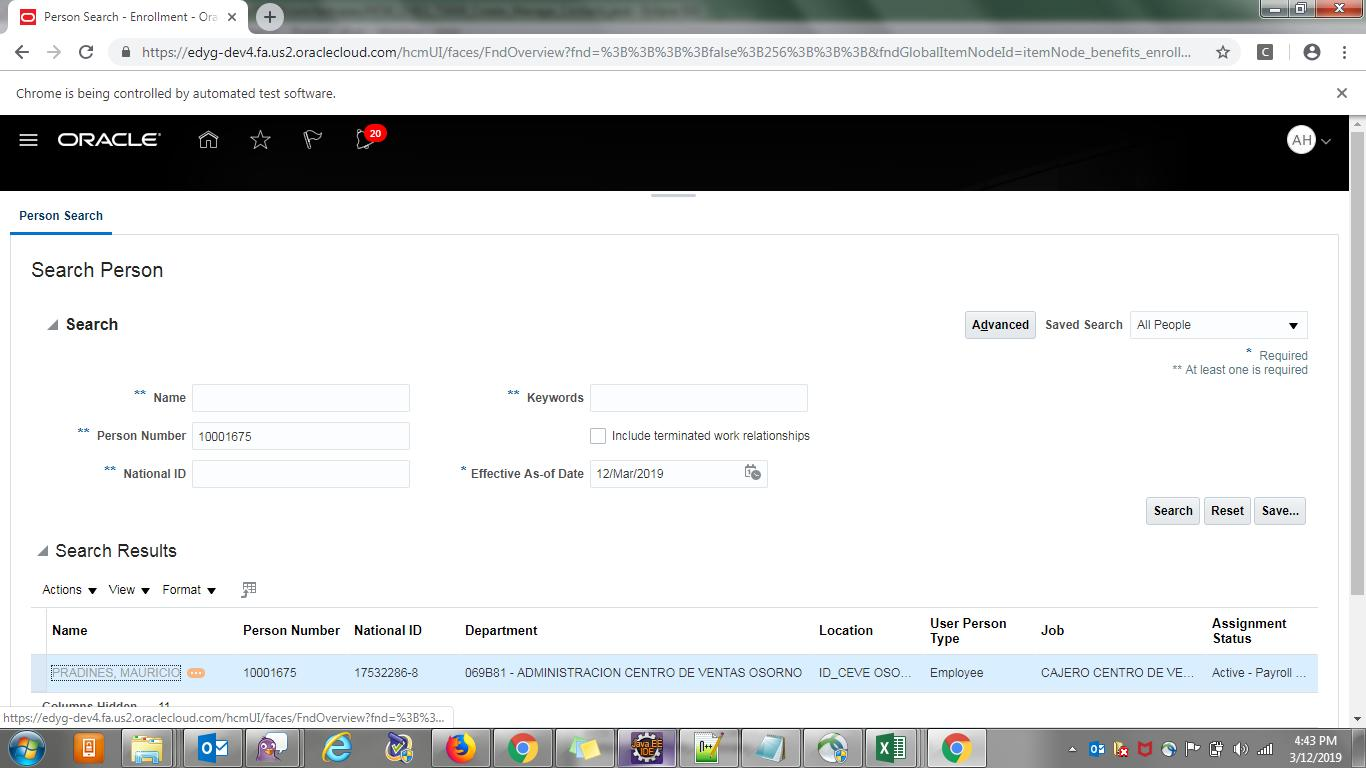 Person Search - Enrollment - Ora
https://edyg-dev4.fa.us2.oraclecloud.com/hcmUI/faces/FndOverview?fnd=%3B%3B%3B%3Bfalse%3B256%3B%3B%3B&fndGlobalItemNodeId=itemNode_benefits_enroll...
C
Chrome is being controlled by automated test software.
ORACLE
20
AH
Person Search
Search Person
Search
Advanced Saved Search All People
* Required
** At least one is required
** Name ** Keywords
** Person Number 10001675 Include terminated work relationships
** National ID * Effective As-of Date 12/Mar/2019
Search Reset Save...
Search Results
Actions View Format
Name Person Number National ID Department Location User Person Type Job Assignment Status
PRADINES, MAURICIO 10001675 17532286-8 069B81 - ADMINISTRACION CENTRO DE VENTAS OSORNO ID_CEVE OSO... Employee CAJERO CENTRO DE VE... Active - Payroll ...
Columns Hidden 11
https://edyg-dev4.fa.us2.oraclecloud.com/hcmUI/faces/FndOverview?fnd=%3B%3...
Java EE
IDE
4:43 PM
3/12/2019